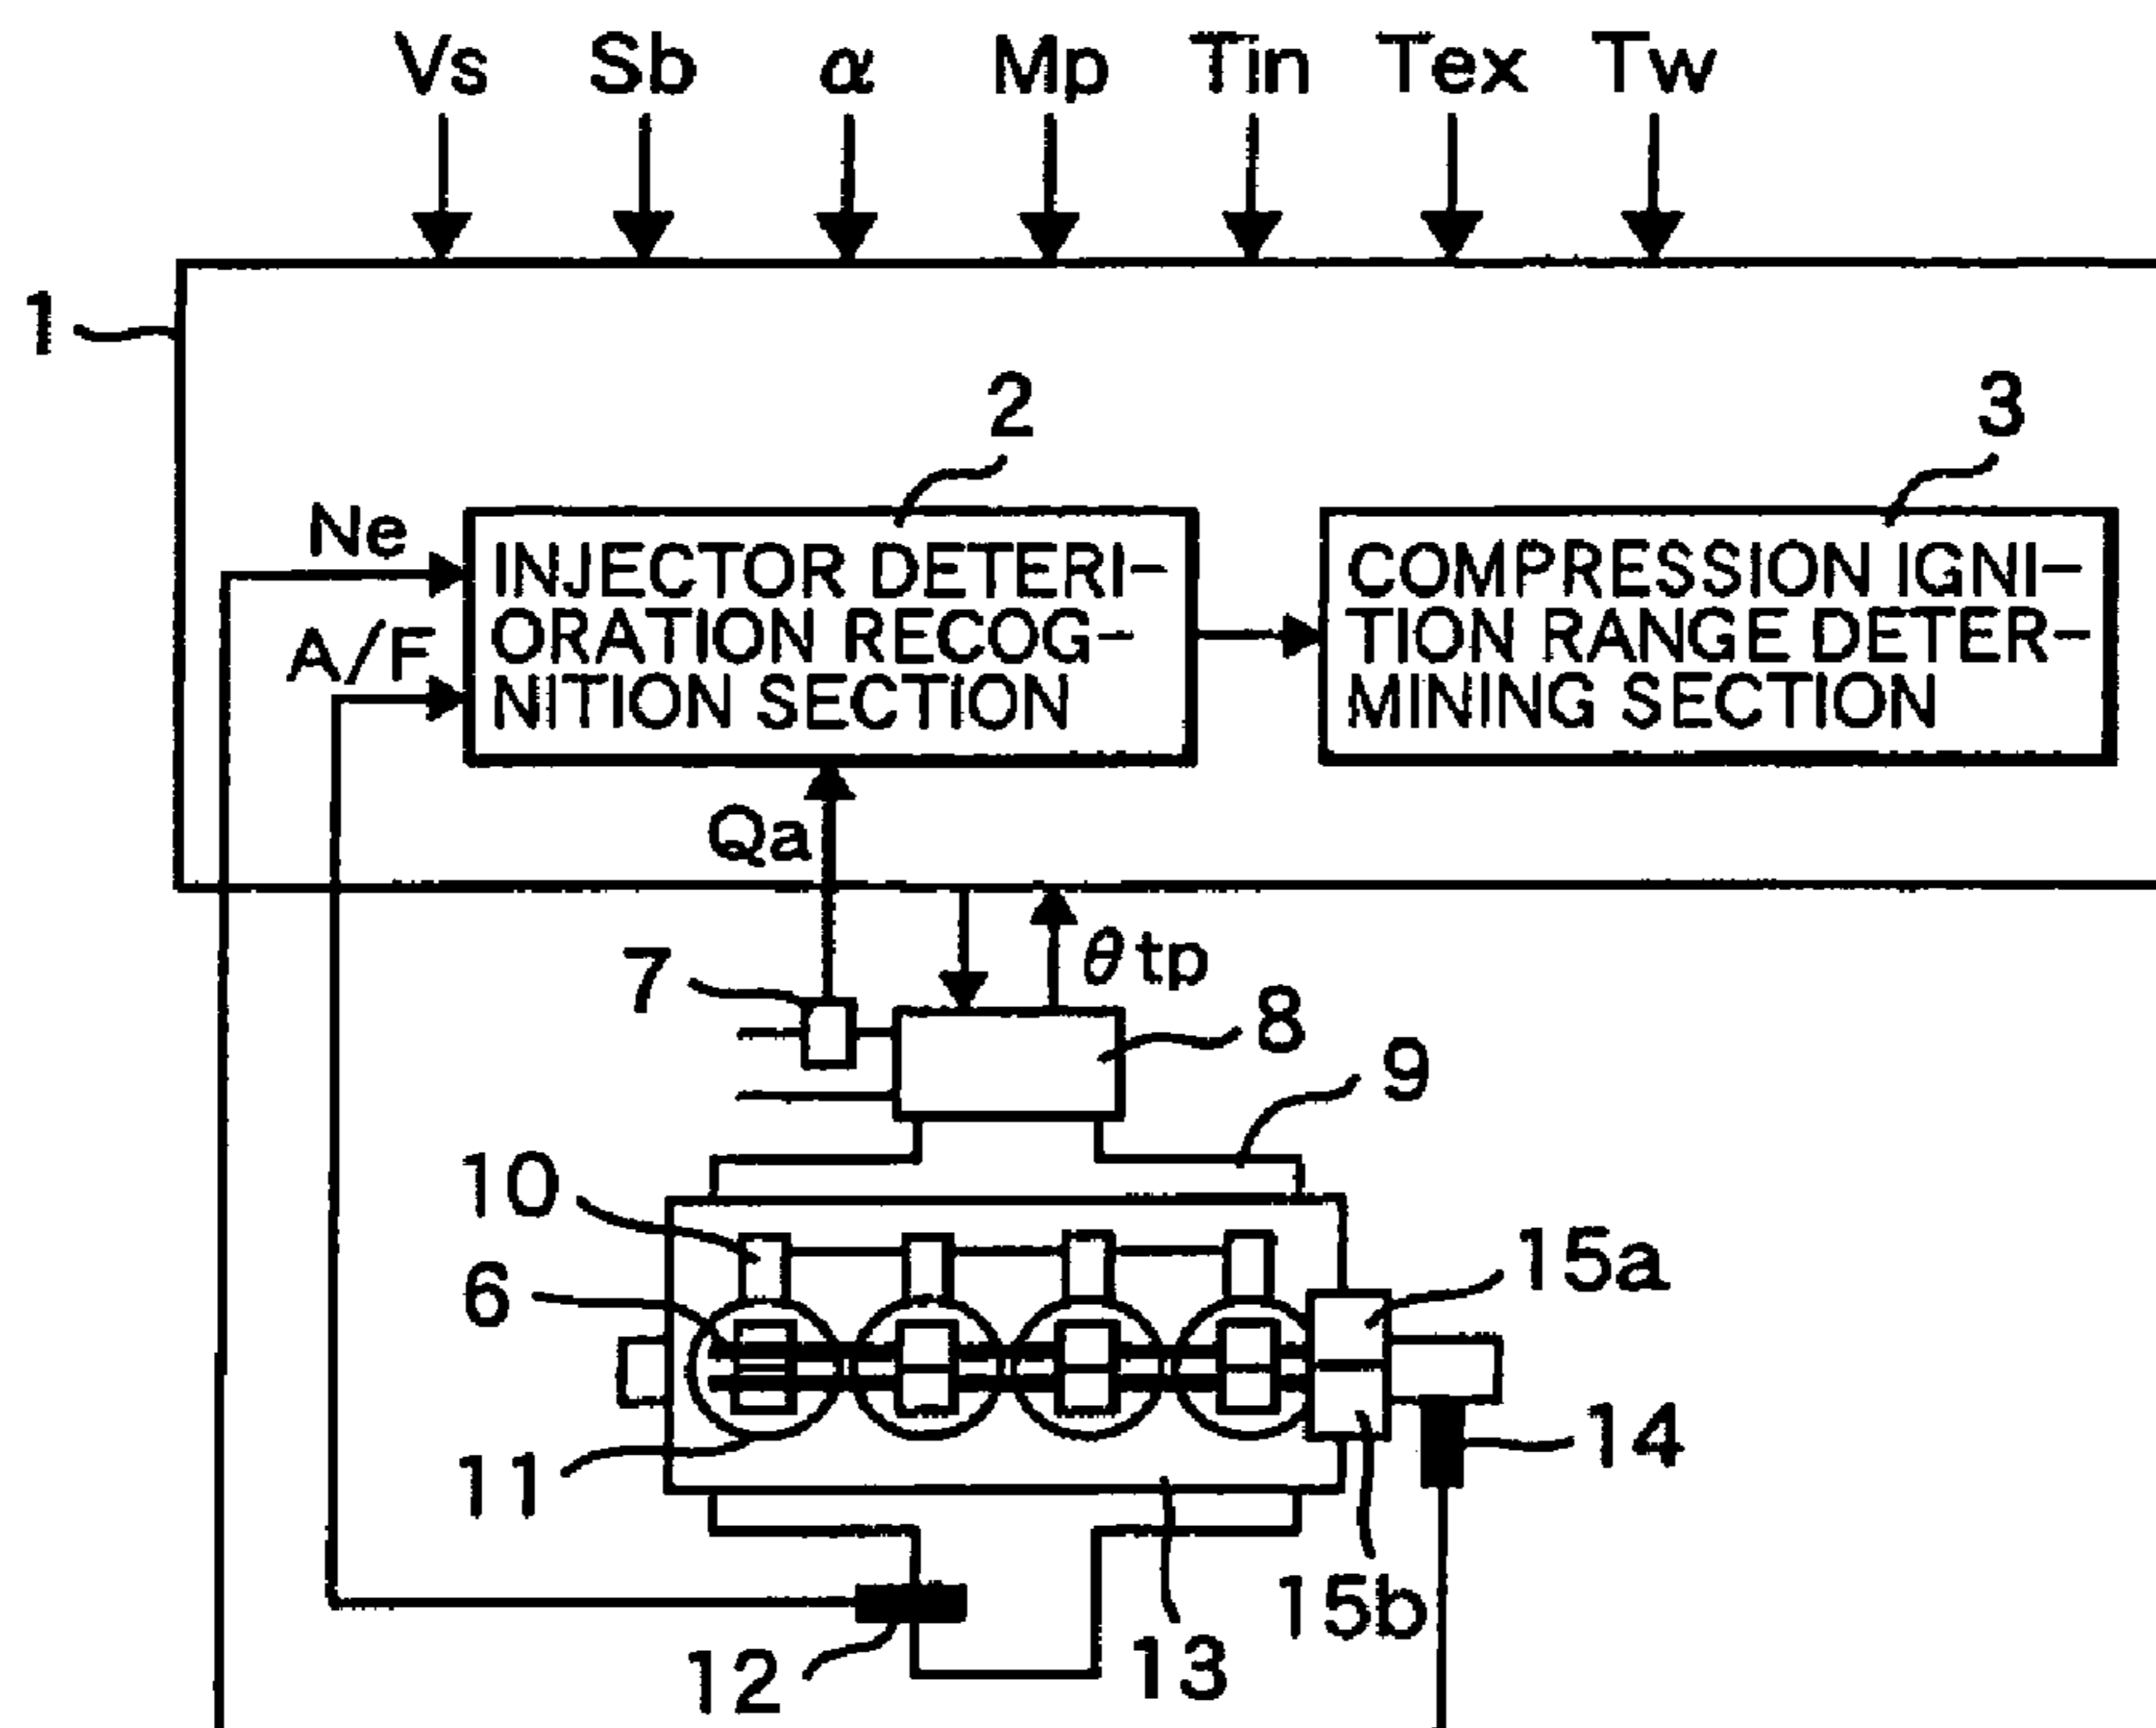 Vs Sb α Mp Tin Tex Tw
1
2 3
Ne
A/F
INJECTOR DETERI-
ORATION RECOG-
NITION SECTION
COMPRESSION IGNI-
TION RANGE DETER-
MINING SECTION
Qa
θtp
7
8
9
10
6
15a
11
14
15b
12
13